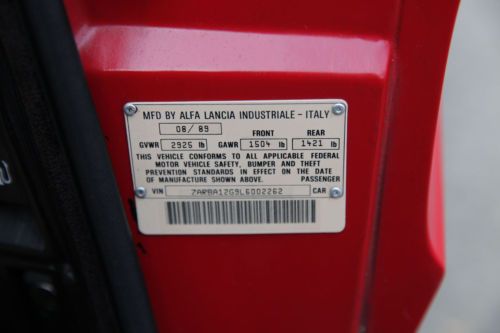 MFD BY ALFA LANCIA INDUSTRIALE - ITALY
08/89 FRONT REAR
GVWR 2925 lb GAWR 1504 lb 1421 lb
THIS VEHICLE CONFORMS TO ALL APPLICABLE FEDERAL
MOTOR VEHICLE SAFETY, BUMPER AND THEFT
PREVENTION STANDARDS IN EFFECT ON THE DATE
OF MANUFACTURE SHOWN ABOVE. PASSENGER
VIN ZARBA12G9L6002262 CAR